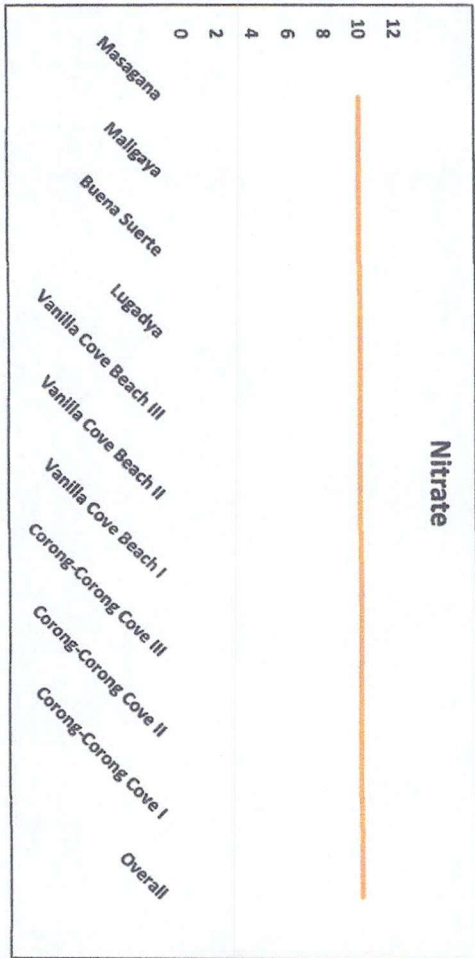 Nitrate
12
10
8
6
4
2
0
Masagana
Maligaya
Buena Suerte
Lugadya
Vanilla Cove Beach III
Vanilla Cove Beach II
Vanilla Cove Beach I
Corong-Corong Cove III
Corong-Corong Cove II
Corong-Corong Cove I
Overall